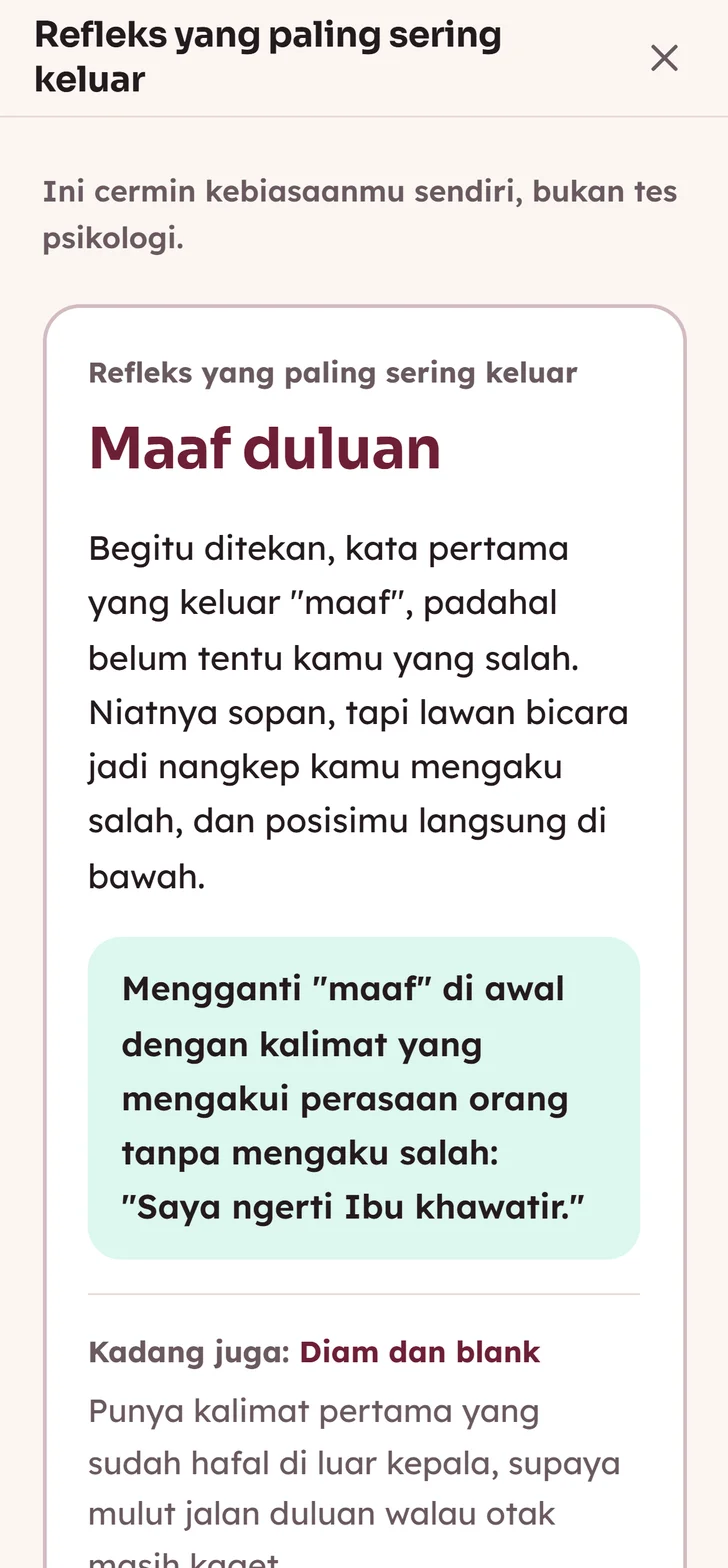 Refleks yang paling sering
keluar
Ini cermin kebiasaanmu sendiri, bukan tes
psikologi.
Refleks yang paling sering keluar
Maaf duluan
Begitu ditekan, kata pertama
yang keluar "maaf", padahal
belum tentu kamu yang salah.
Niatnya sopan, tapi lawan bicara
jadi nangkep kamu mengaku
salah, dan posisimu langsung di
bawah.
Mengganti "maaf" di awal
dengan kalimat yang
mengakui perasaan orang
tanpa mengaku salah:
"Saya ngerti Ibu khawatir."
Kadang juga: Diam dan blank
Punya kalimat pertama yang
sudah hafal di luar kepala, supaya
mulut jalan duluan walau otak
masih kaget